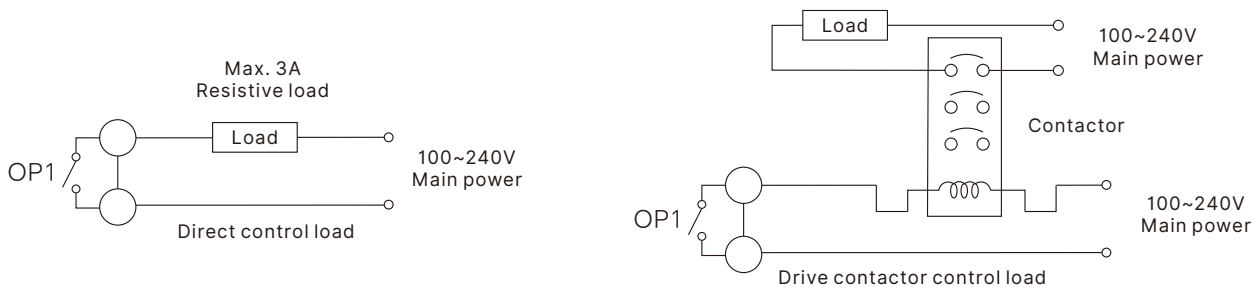 Max. 3A
Resistive load
Load
OP1
100~240V
Main power
Direct control load
Load
100~240V
Main power
Contactor
OP1
100~240V
Main power
Drive contactor control load